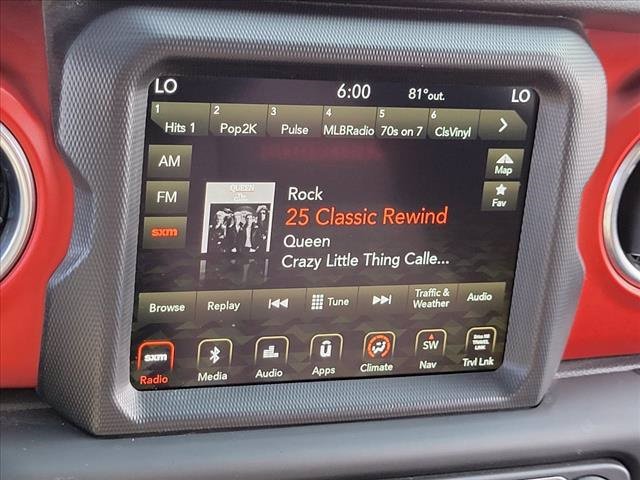 LO 6:00 81°out. LO
1 2 3 4 5 6
Hits 1 Pop2K Pulse MLBRadio 70s on 7 ClsVinyl
AM
Map
FM
Fav
sxm
QUEEN
Rock
25 Classic Rewind
Queen
Crazy Little Thing Calle...
Browse Replay Tune Traffic & Weather Audio
sxm SW
Radio Media Audio Apps Climate Nav Trvl Lnk